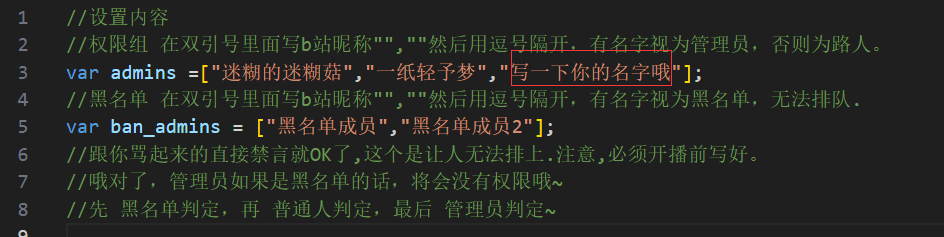 1 //设置内容
2 //权限组 在双引号里面写b站昵称"",""然后用逗号隔开，有名字视为管理员，否则为路人。
3 var admins =["迷糊的迷糊菇","一纸轻予梦","写一下你的名字哦"];
4 //黑名单 在双引号里面写b站昵称"",""然后用逗号隔开，有名字视为黑名单，无法排队.
5 var ban_admins = ["黑名单成员","黑名单成员2"];
6 //跟你骂起来的直接禁言就OK了,这个是让人无法排上.注意,必须开播前写好。
7 //哦对了，管理员如果是黑名单的话，将会没有权限哦~
8 //先 黑名单判定，再 普通人判定，最后 管理员判定~
9